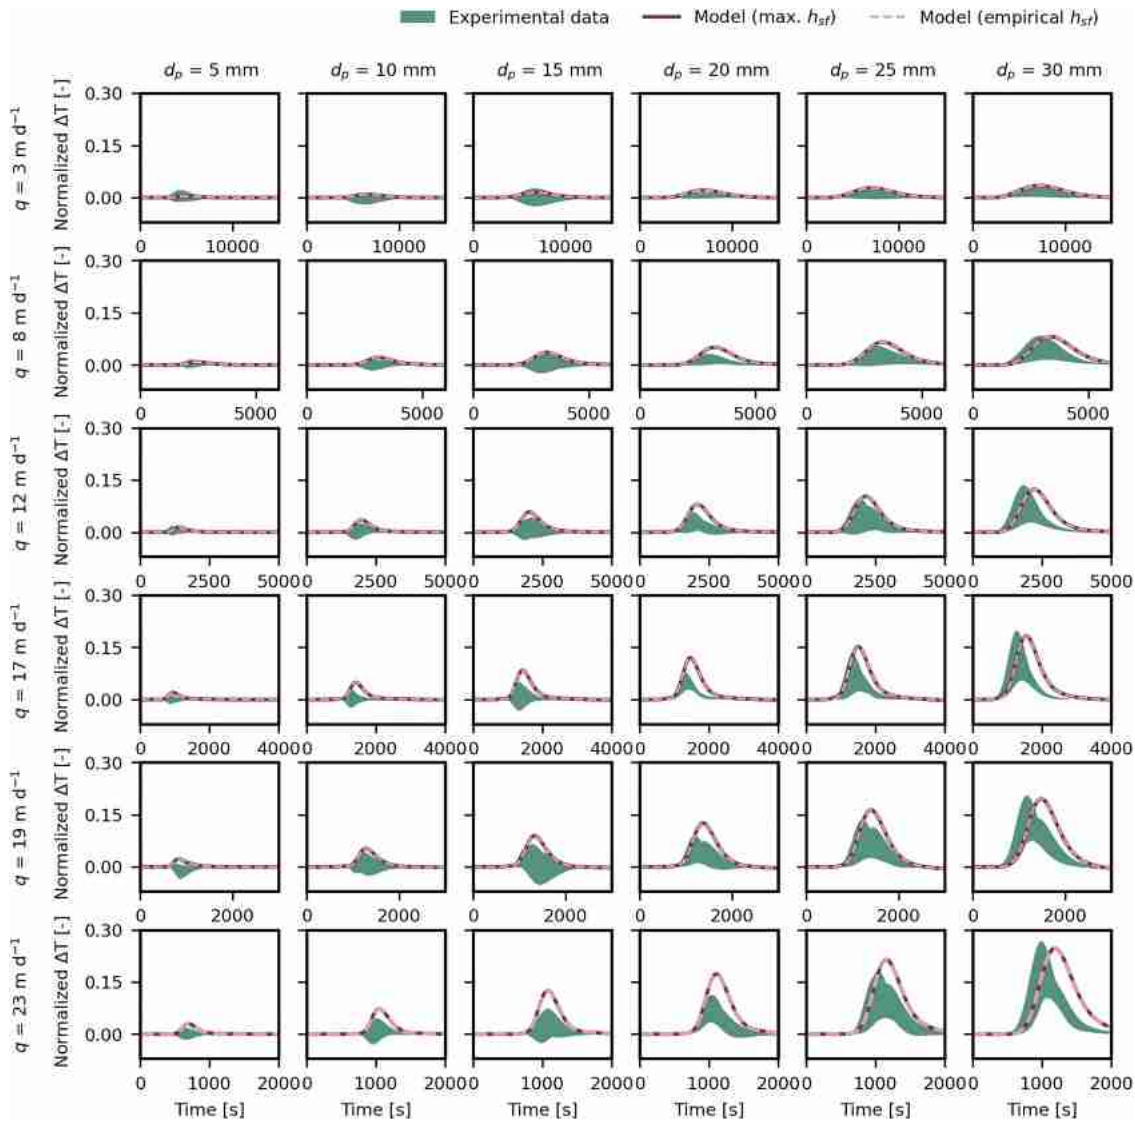 Experimental data Model (max. h_sf) Model (empirical h_sf)
d_p = 5 mm d_p = 10 mm d_p = 15 mm d_p = 20 mm d_p = 25 mm d_p = 30 mm
q = 3 m d⁻¹
Normalized ΔT [-]
0.30
0.15
0.00
0 10000 0 10000 0 10000 0 10000 0 10000 0 10000
q = 8 m d⁻¹
Normalized ΔT [-]
0.30
0.15
0.00
0 5000 0 5000 0 5000 0 5000 0 5000 0 5000
q = 12 m d⁻¹
Normalized ΔT [-]
0.30
0.15
0.00
0 2500 5000 0 2500 5000 0 2500 5000 0 2500 5000 0 2500 5000 0 2500 5000
q = 17 m d⁻¹
Normalized ΔT [-]
0.30
0.15
0.00
0 2000 4000 0 2000 4000 0 2000 4000 0 2000 4000 0 2000 4000 0 2000 4000
q = 19 m d⁻¹
Normalized ΔT [-]
0.30
0.15
0.00
0 2000 0 2000 0 2000 0 2000 0 2000 0 2000
q = 23 m d⁻¹
Normalized ΔT [-]
0.30
0.15
0.00
0 1000 2000 0 1000 2000 0 1000 2000 0 1000 2000 0 1000 2000 0 1000 2000
Time [s] Time [s] Time [s] Time [s] Time [s] Time [s]